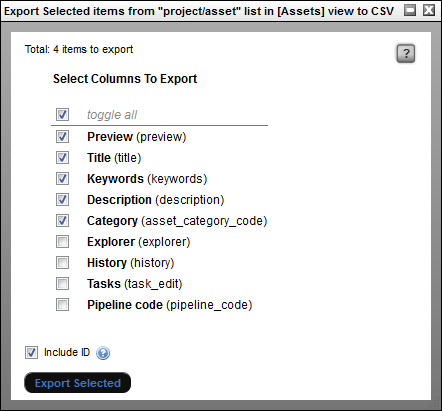 Export Selected items from "project/asset" list in [Assets] view to CSV
Total: 4 items to export
?
Select Columns To Export
toggle all
Preview (preview)
Title (title)
Keywords (keywords)
Description (description)
Category (asset_category_code)
Explorer (explorer)
History (history)
Tasks (task_edit)
Pipeline code (pipeline_code)
Include ID ?
Export Selected